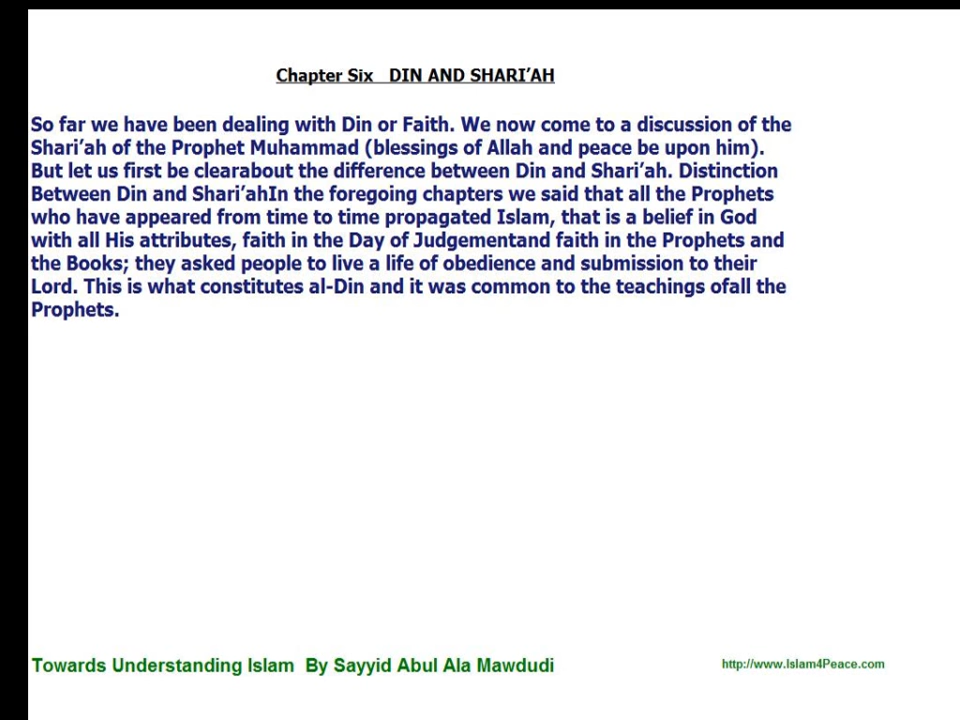 Chapter Six   DIN AND SHARI’AH
So far we have been dealing with Din or Faith. We now come to a discussion of the
Shari’ah of the Prophet Muhammad (blessings of Allah and peace be upon him).
But let us first be clearabout the difference between Din and Shari’ah. Distinction
Between Din and Shari’ahIn the foregoing chapters we said that all the Prophets
who have appeared from time to time propagated Islam, that is a belief in God
with all His attributes, faith in the Day of Judgementand faith in the Prophets and
the Books; they asked people to live a life of obedience and submission to their
Lord. This is what constitutes al-Din and it was common to the teachings ofall the
Prophets.
Towards Understanding Islam  By Sayyid Abul Ala Mawdudi
http://www.Islam4Peace.com